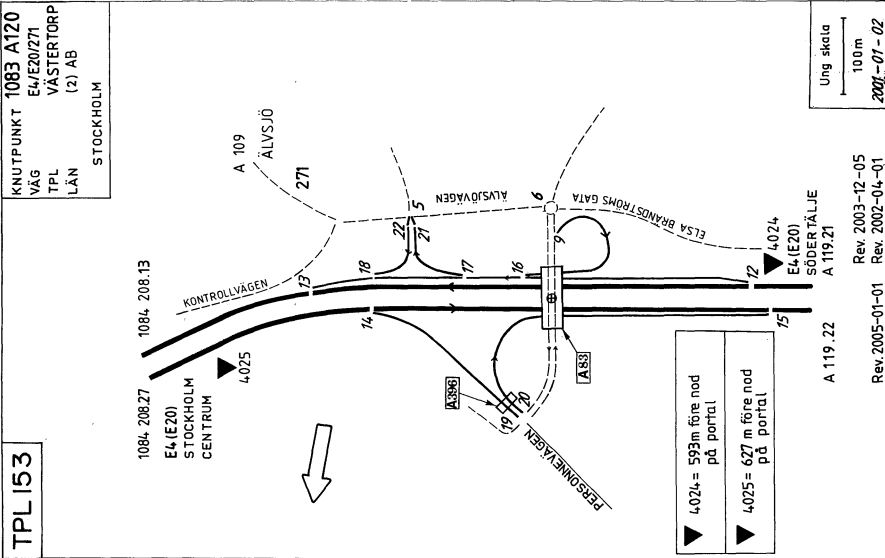 TPL 153
KNUTPUNKT 1083 A120
VÄG E4/E20/271
TPL VÄSTERTORP
LÄN (2) AB
STOCKHOLM
1084 208.27
1084 208.13
E4 (E20)
STOCKHOLM
CENTRUM
4025
KONTROLLVÄGEN
A 109
ÄLVSJÖ
271
13
14
18
22
21
5
17
16
ÄLVSJÖVÄGEN
6
9
ELSA BRANDSTRÖMS GATA
A396
19
20
PERSONNEVÄGEN
A83
12
15
4024
E4 (E20)
SÖDERTÄLJE
A 119.21
A 119.22
4024 = 593m före nod
på portal
4025 = 627 m före nod
på portal
Ung skala
100m
2001-01-02
Rev. 2003-12-05
Rev. 2002-04-01
Rev. 2005-01-01